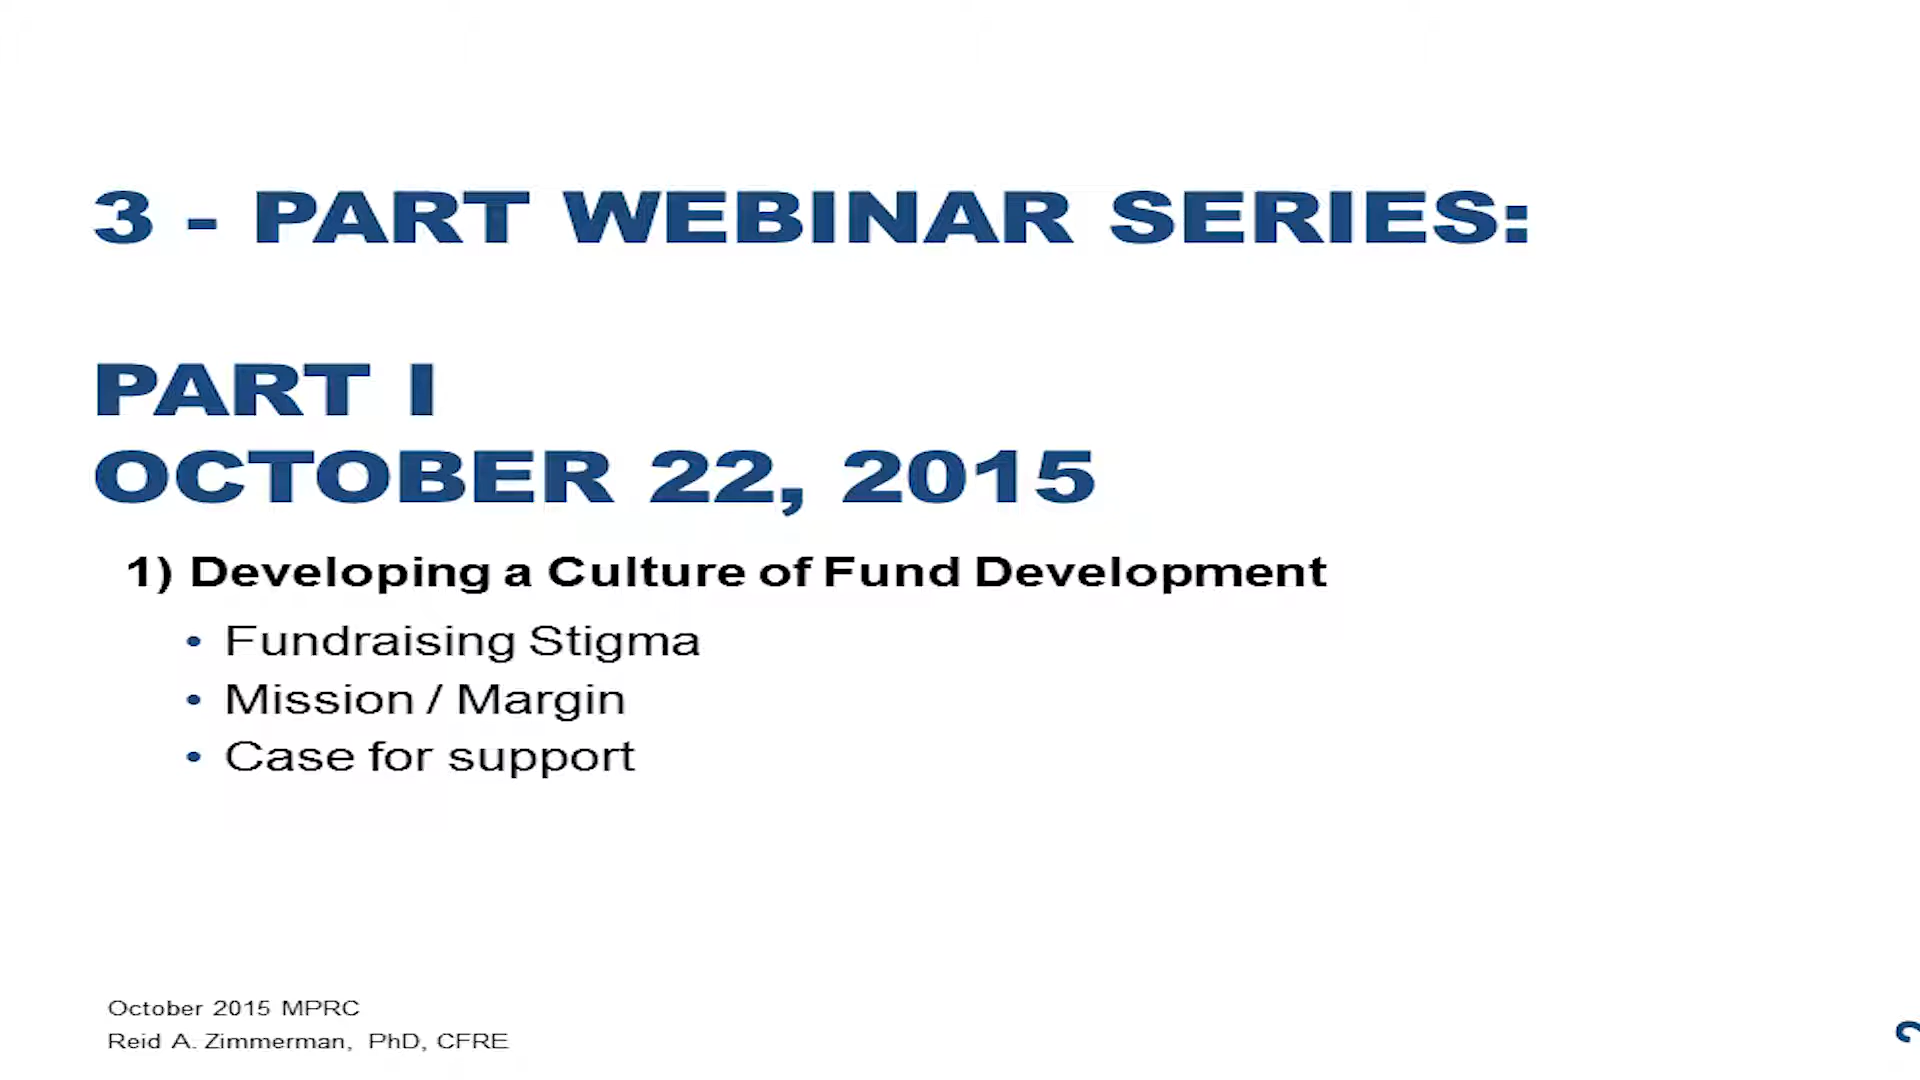 3 - PART WEBINAR SERIES:
PART I
OCTOBER 22, 2015
1) Developing a Culture of Fund Development
• Fundraising Stigma
• Mission / Margin
• Case for support
October 2015 MPRC
Reid A. Zimmerman, PhD, CFRE